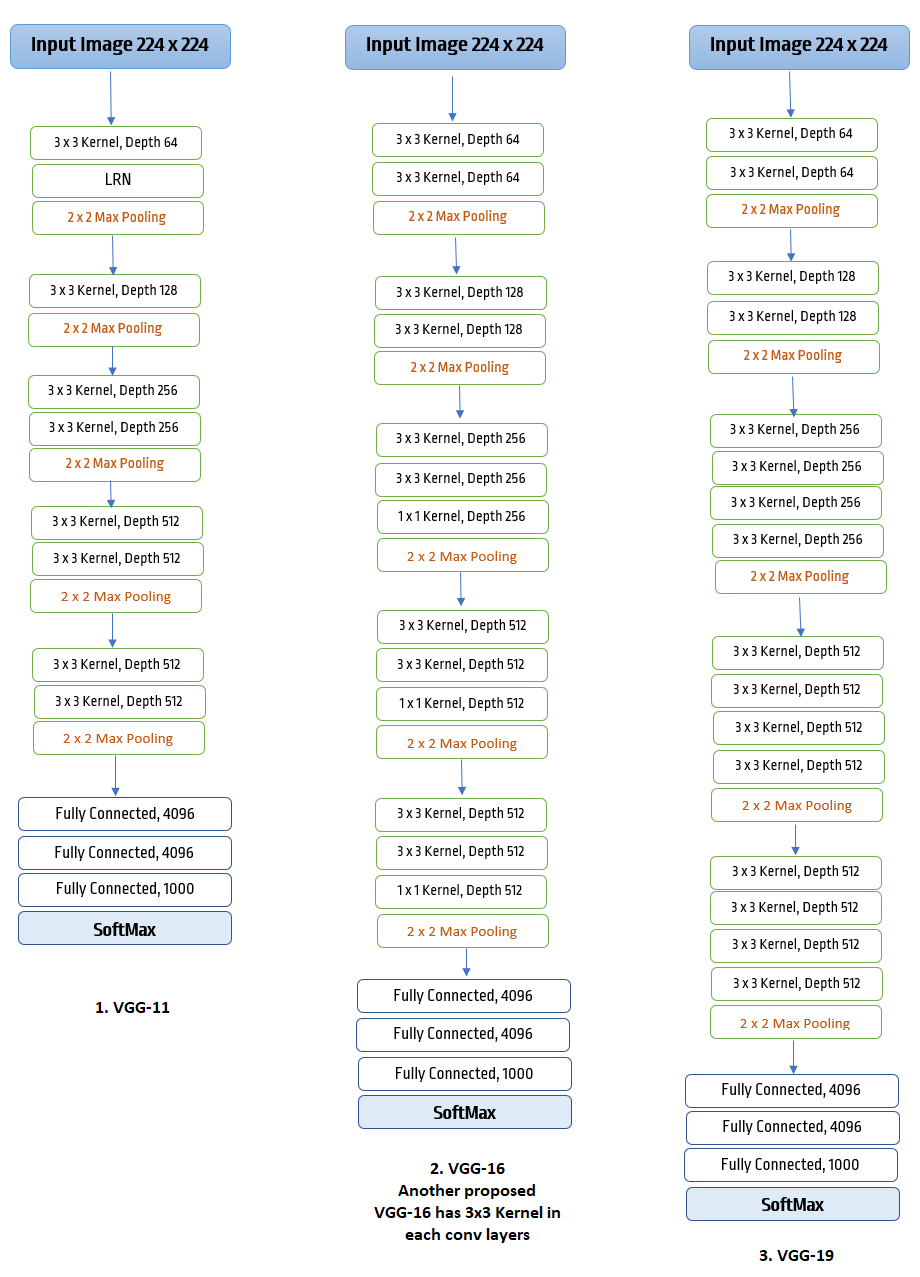 Input Image 224 x 224
3 x 3 Kernel, Depth 64
LRN
2 x 2 Max Pooling
3 x 3 Kernel, Depth 128
2 x 2 Max Pooling
3 x 3 Kernel, Depth 256
3 x 3 Kernel, Depth 256
2 x 2 Max Pooling
3 x 3 Kernel, Depth 512
3 x 3 Kernel, Depth 512
2 x 2 Max Pooling
3 x 3 Kernel, Depth 512
3 x 3 Kernel, Depth 512
2 x 2 Max Pooling
Fully Connected, 4096
Fully Connected, 4096
Fully Connected, 1000
SoftMax
1. VGG-11
Input Image 224 x 224
3 x 3 Kernel, Depth 64
3 x 3 Kernel, Depth 64
2 x 2 Max Pooling
3 x 3 Kernel, Depth 128
3 x 3 Kernel, Depth 128
2 x 2 Max Pooling
3 x 3 Kernel, Depth 256
3 x 3 Kernel, Depth 256
1 x 1 Kernel, Depth 256
2 x 2 Max Pooling
3 x 3 Kernel, Depth 512
3 x 3 Kernel, Depth 512
1 x 1 Kernel, Depth 512
2 x 2 Max Pooling
3 x 3 Kernel, Depth 512
3 x 3 Kernel, Depth 512
1 x 1 Kernel, Depth 512
2 x 2 Max Pooling
Fully Connected, 4096
Fully Connected, 4096
Fully Connected, 1000
SoftMax
2. VGG-16
Another proposed
VGG-16 has 3x3 Kernel in
each conv layers
Input Image 224 x 224
3 x 3 Kernel, Depth 64
3 x 3 Kernel, Depth 64
2 x 2 Max Pooling
3 x 3 Kernel, Depth 128
3 x 3 Kernel, Depth 128
2 x 2 Max Pooling
3 x 3 Kernel, Depth 256
3 x 3 Kernel, Depth 256
3 x 3 Kernel, Depth 256
3 x 3 Kernel, Depth 256
2 x 2 Max Pooling
3 x 3 Kernel, Depth 512
3 x 3 Kernel, Depth 512
3 x 3 Kernel, Depth 512
3 x 3 Kernel, Depth 512
2 x 2 Max Pooling
3 x 3 Kernel, Depth 512
3 x 3 Kernel, Depth 512
3 x 3 Kernel, Depth 512
3 x 3 Kernel, Depth 512
2 x 2 Max Pooling
Fully Connected, 4096
Fully Connected, 4096
Fully Connected, 1000
SoftMax
3. VGG-19